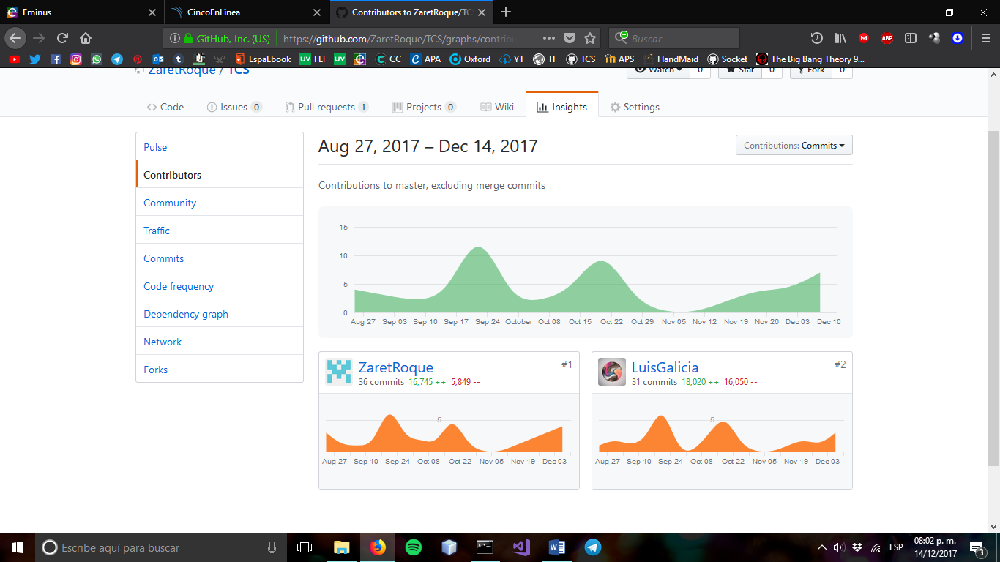 Eminus
CincoEnLinea
Contributors to ZaretRoque/TCS
GitHub, Inc. (US)
https://github.com/ZaretRoque/TCS/graphs/contribu
Buscar
EspaEbook
UV FEI
UV
CC
APA
Oxford
YT
TF
TCS
APS
HandMaid
Socket
The Big Bang Theory 9...
ZaretRoque / TCS
Watch 0
Star 0
Fork 0
Code
Issues 0
Pull requests 1
Projects 0
Wiki
Insights
Settings
Pulse
Contributors
Community
Traffic
Commits
Code frequency
Dependency graph
Network
Forks
Aug 27, 2017 – Dec 14, 2017
Contributions: Commits
Contributions to master, excluding merge commits
15
10
5
0
Aug 27 Sep 03 Sep 10 Sep 17 Sep 24 October Oct 08 Oct 15 Oct 22 Oct 29 Nov 05 Nov 12 Nov 19 Nov 26 Dec 03 Dec 10
ZaretRoque #1
36 commits 16,745 ++ 5,849 --
5
Aug 27 Sep 10 Sep 24 Oct 08 Oct 22 Nov 05 Nov 19 Dec 03
LuisGalicia #2
31 commits 18,020 ++ 16,050 --
5
Aug 27 Sep 10 Sep 24 Oct 08 Oct 22 Nov 05 Nov 19 Dec 03
Escribe aquí para buscar
ESP
08:02 p. m.
14/12/2017
3